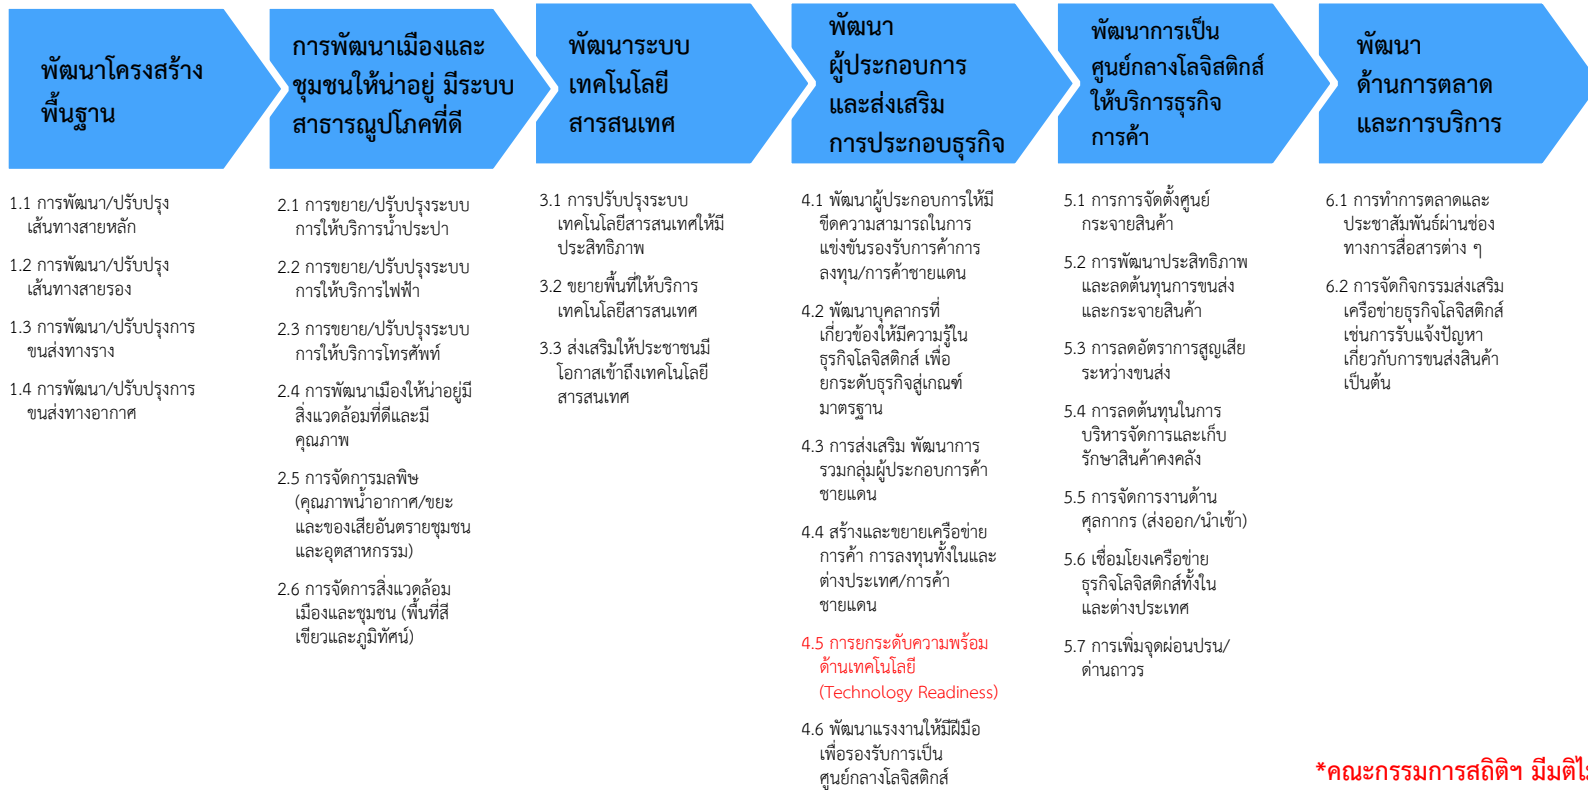 พัฒนาโครงสร้าง
พื้นฐาน
การพัฒนาเมืองและ
ชุมชนให้น่าอยู่ มีระบบ
สาธารณูปโภคที่ดี
พัฒนาระบบ
เทคโนโลยี
สารสนเทศ
พัฒนา
ผู้ประกอบการ
และส่งเสริม
การประกอบธุรกิจ
พัฒนาการเป็น
ศูนย์กลางโลจิสติกส์
ให้บริการธุรกิจ
การค้า
พัฒนา
ด้านการตลาด
และการบริการ
1.1 การพัฒนา/ปรับปรุง
เส้นทางสายหลัก
1.2 การพัฒนา/ปรับปรุง
เส้นทางสายรอง
1.3 การพัฒนา/ปรับปรุงการ
ขนส่งทางราง
1.4 การพัฒนา/ปรับปรุงการ
ขนส่งทางอากาศ
2.1 การขยาย/ปรับปรุงระบบ
การให้บริการน้ำประปา
2.2 การขยาย/ปรับปรุงระบบ
การให้บริการไฟฟ้า
2.3 การขยาย/ปรับปรุงระบบ
การให้บริการโทรศัพท์
2.4 การพัฒนาเมืองให้น่าอยู่มี
สิ่งแวดล้อมที่ดีและมี
คุณภาพ
2.5 การจัดการมลพิษ
(คุณภาพน้ำอากาศ/ขยะ
และของเสียอันตรายชุมชน
และอุตสาหกรรม)
2.6 การจัดการสิ่งแวดล้อม
เมืองและชุมชน (พื้นที่สี
เขียวและภูมิทัศน์)
3.1 การปรับปรุงระบบ
เทคโนโลยีสารสนเทศให้มี
ประสิทธิภาพ
3.2 ขยายพื้นที่ให้บริการ
เทคโนโลยีสารสนเทศ
3.3 ส่งเสริมให้ประชาชนมี
โอกาสเข้าถึงเทคโนโลยี
สารสนเทศ
4.1 พัฒนาผู้ประกอบการให้มี
ขีดความสามารถในการ
แข่งขันรองรับการค้าการ
ลงทุน/การค้าชายแดน
4.2 พัฒนาบุคลากรที่
เกี่ยวข้องให้มีความรู้ใน
ธุรกิจโลจิสติกส์ เพื่อ
ยกระดับธุรกิจสู่เกณฑ์
มาตรฐาน
4.3 การส่งเสริม พัฒนาการ
รวมกลุ่มผู้ประกอบการค้า
ชายแดน
4.4 สร้างและขยายเครือข่าย
การค้า การลงทุนทั้งในและ
ต่างประเทศ/การค้า
ชายแดน
4.5 การยกระดับความพร้อม
ด้านเทคโนโลยี
(Technology Readiness)
4.6 พัฒนาแรงงานให้มีฝีมือ
เพื่อรองรับการเป็น
ศูนย์กลางโลจิสติกส์
5.1 การการจัดตั้งศูนย์
กระจายสินค้า
5.2 การพัฒนาประสิทธิภาพ
และลดต้นทุนการขนส่ง
และกระจายสินค้า
5.3 การลดอัตราการสูญเสีย
ระหว่างขนส่ง
5.4 การลดต้นทุนในการ
บริหารจัดการและเก็บ
รักษาสินค้าคงคลัง
5.5 การจัดการงานด้าน
ศุลกากร (ส่งออก/นำเข้า)
5.6 เชื่อมโยงเครือข่าย
ธุรกิจโลจิสติกส์ทั้งใน
และต่างประเทศ
5.7 การเพิ่มจุดผ่อนปรน/
ด่านถาวร
6.1 การทำการตลาดและ
ประชาสัมพันธ์ผ่านช่อง
ทางการสื่อสารต่าง ๆ
6.2 การจัดกิจกรรมส่งเสริม
เครือข่ายธุรกิจโลจิสติกส์
เช่นการรับแจ้งปัญหา
เกี่ยวกับการขนส่งสินค้า
เป็นต้น
*คณะกรรมการสถิติฯ มีมติ